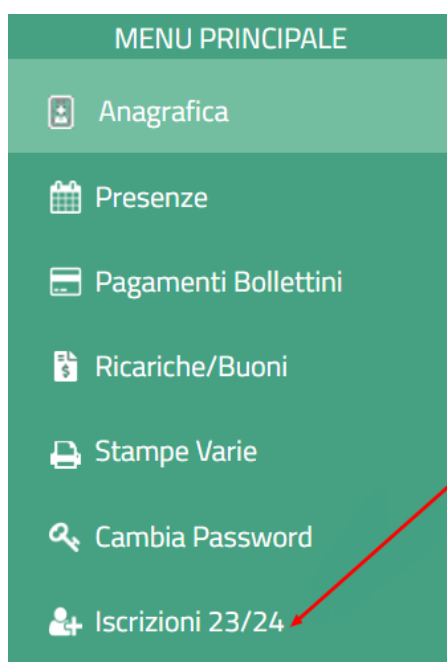 MENU PRINCIPALE
Anagrafica
Presenze
Pagamenti Bollettini
Ricariche/Buoni
Stampe Varie
Cambia Password
Iscrizioni 23/24